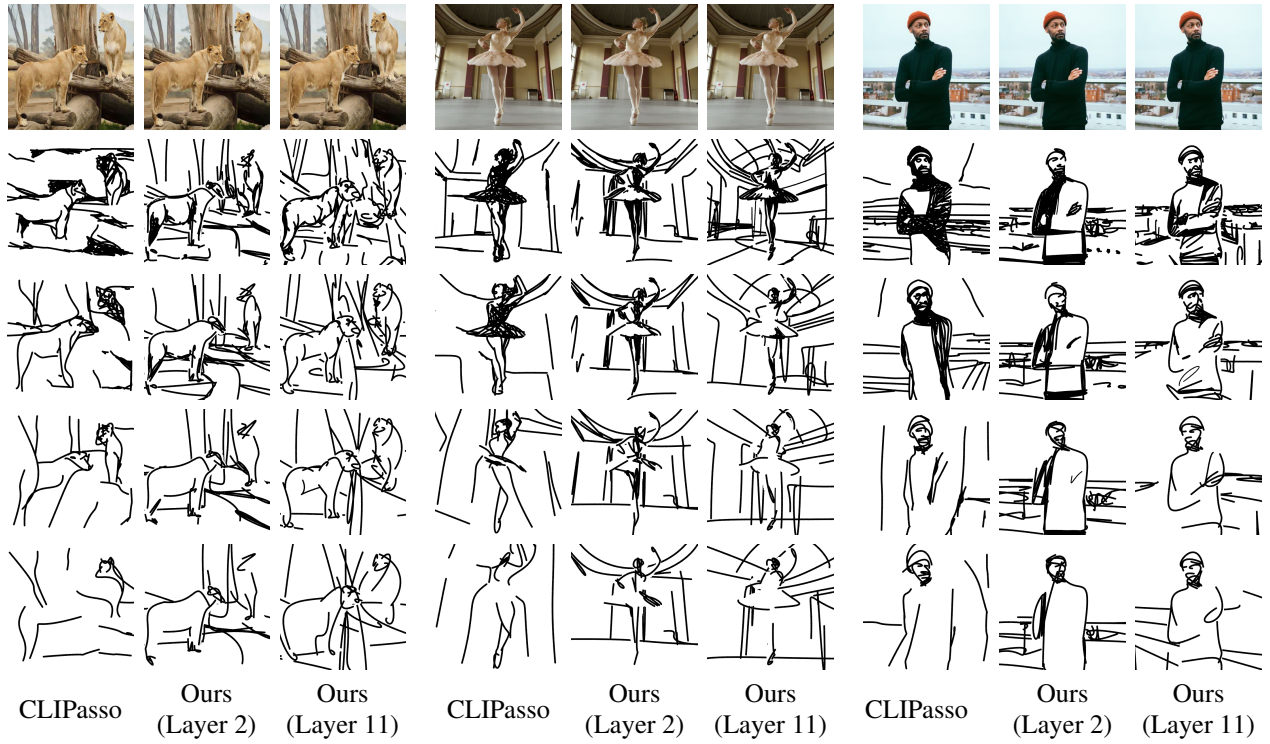 CLIPasso
Ours
(Layer 2)
Ours
(Layer 11)
CLIPasso
Ours
(Layer 2)
Ours
(Layer 11)
CLIPasso
Ours
(Layer 2)
Ours
(Layer 11)